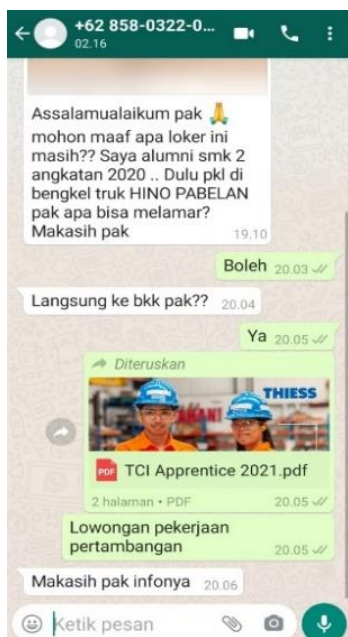 +62 858-0322-0...
02.16
Assalamualaikum pak 🙏
mohon maaf apa loker ini
masih?? Saya alumni smk 2
angkatan 2020 .. Dulu pkl di
bengkel truk HINO PABELAN
pak apa bisa melamar?
Makasih pak 19.10
Boleh 20.03
Langsung ke bkk pak?? 20.04
Ya 20.05
Diteruskan
THIESS
PDF TCI Apprentice 2021.pdf
2 halaman • PDF 20.05
Lowongan pekerjaan
pertambangan 20.05
Makasih pak infonya 20.06
Ketik pesan